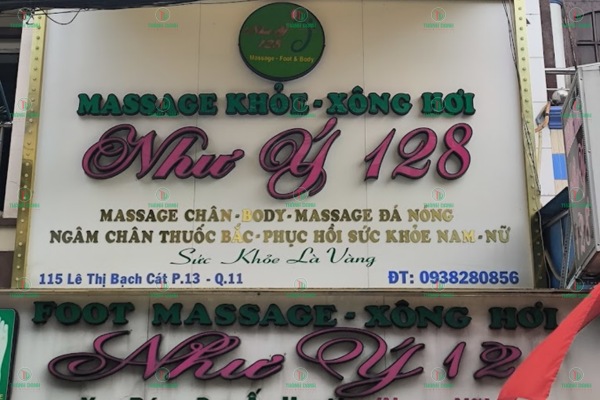 Như Ý
128
Massage - Foot & Body
MASSAGE KHỎE - XÔNG HƠI
Như Ý 128
MASSAGE CHÂN - BODY - MASSAGE ĐÁ NÓNG
NGÂM CHÂN THUỐC BẮC - PHỤC HỒI SỨC KHỎE NAM - NỮ
Sức Khỏe Là Vàng
115 Lê Thị Bạch Cát P.13 - Q.11 ĐT: 0938280856
FOOT MASSAGE - XÔNG HƠI
Như Ý 12